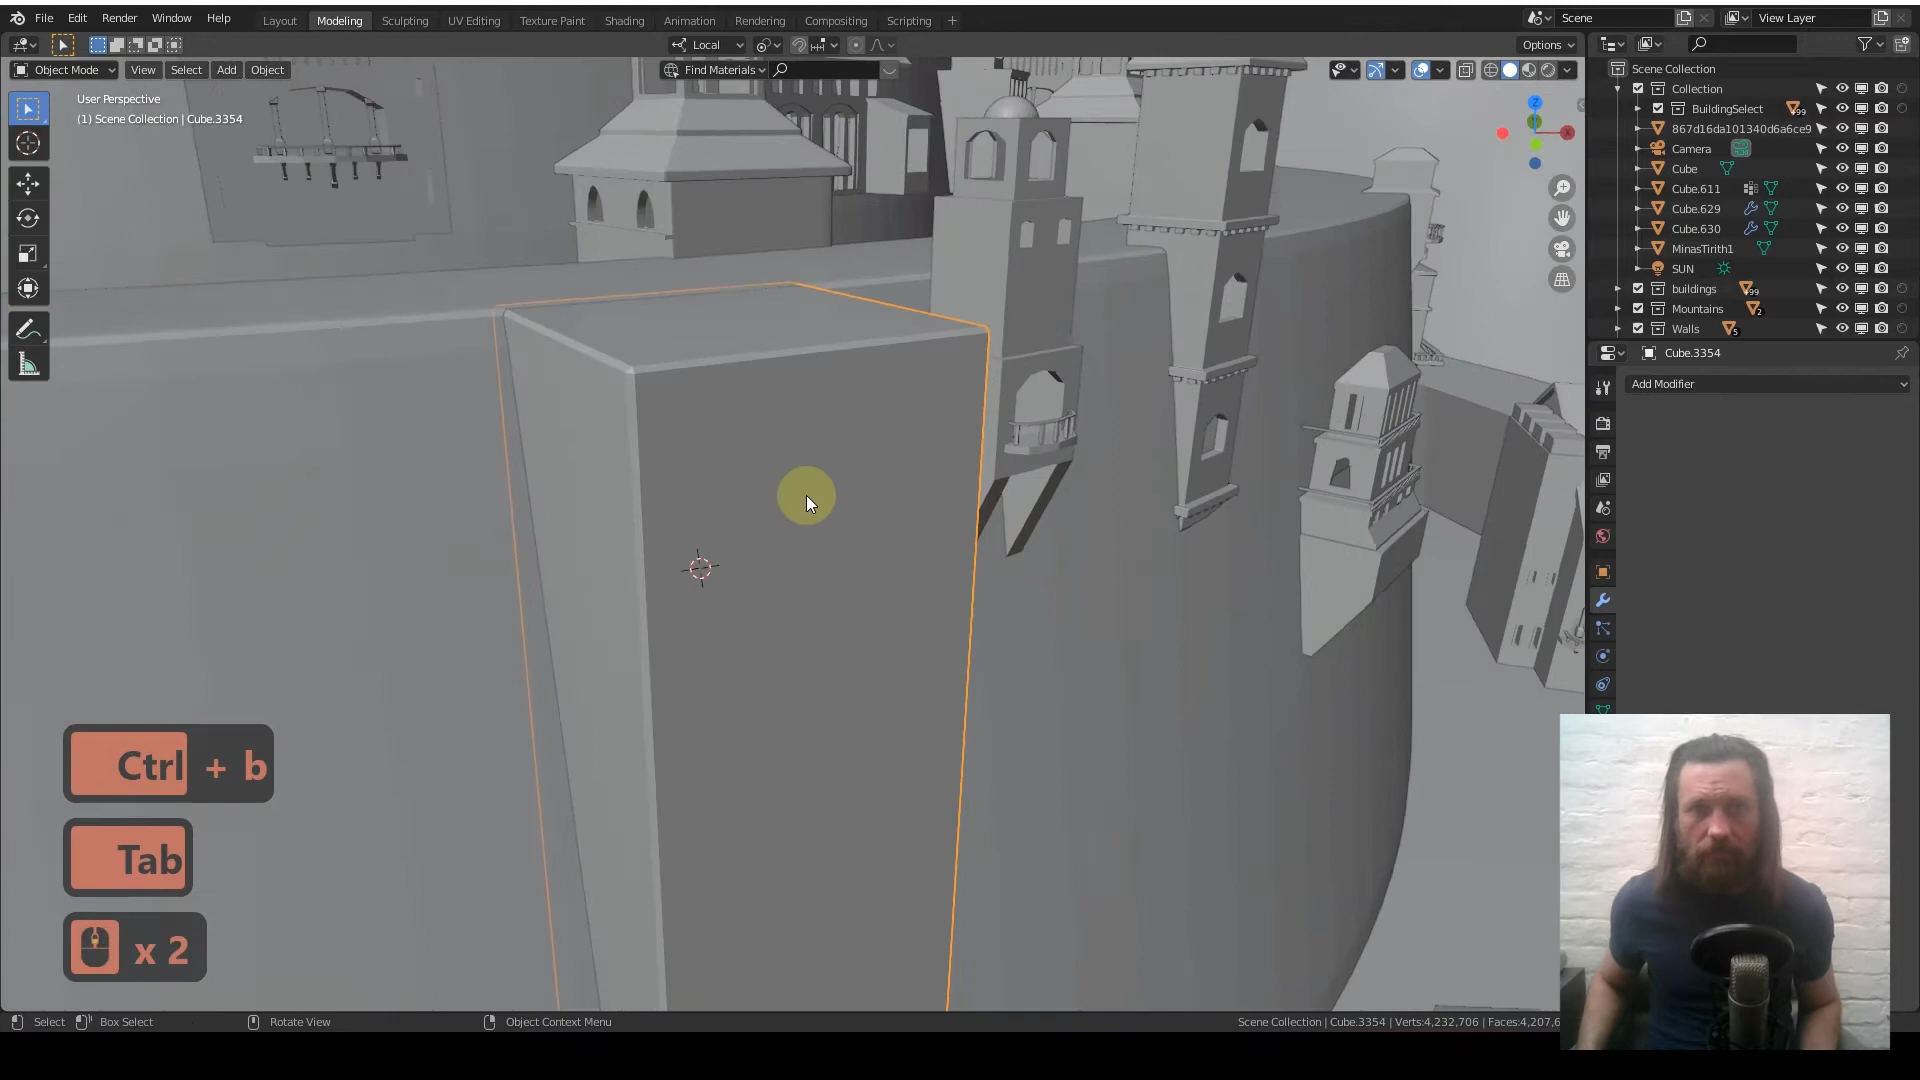 File Edit Render Window Help
Layout Modeling Sculpting UV Editing Texture Paint Shading Animation Rendering Compositing Scripting +
Scene
View Layer
Local
Options
Object Mode View Select Add Object
Find Materials
User Perspective
(1) Scene Collection | Cube.3354
Z
Scene Collection
Collection
BuildingSelect
867d16da101340d6a6ce9
Camera
Cube
Cube.611
Cube.629
Cube.630
MinasTirith1
SUN
buildings
Mountains
2
Walls
5
Cube.3354
Add Modifier
Ctrl + b
Tab
x 2
Select Box Select Rotate View Object Context Menu
Scene Collection | Cube.3354 | Verts:4,232,706 | Faces:4,207,6